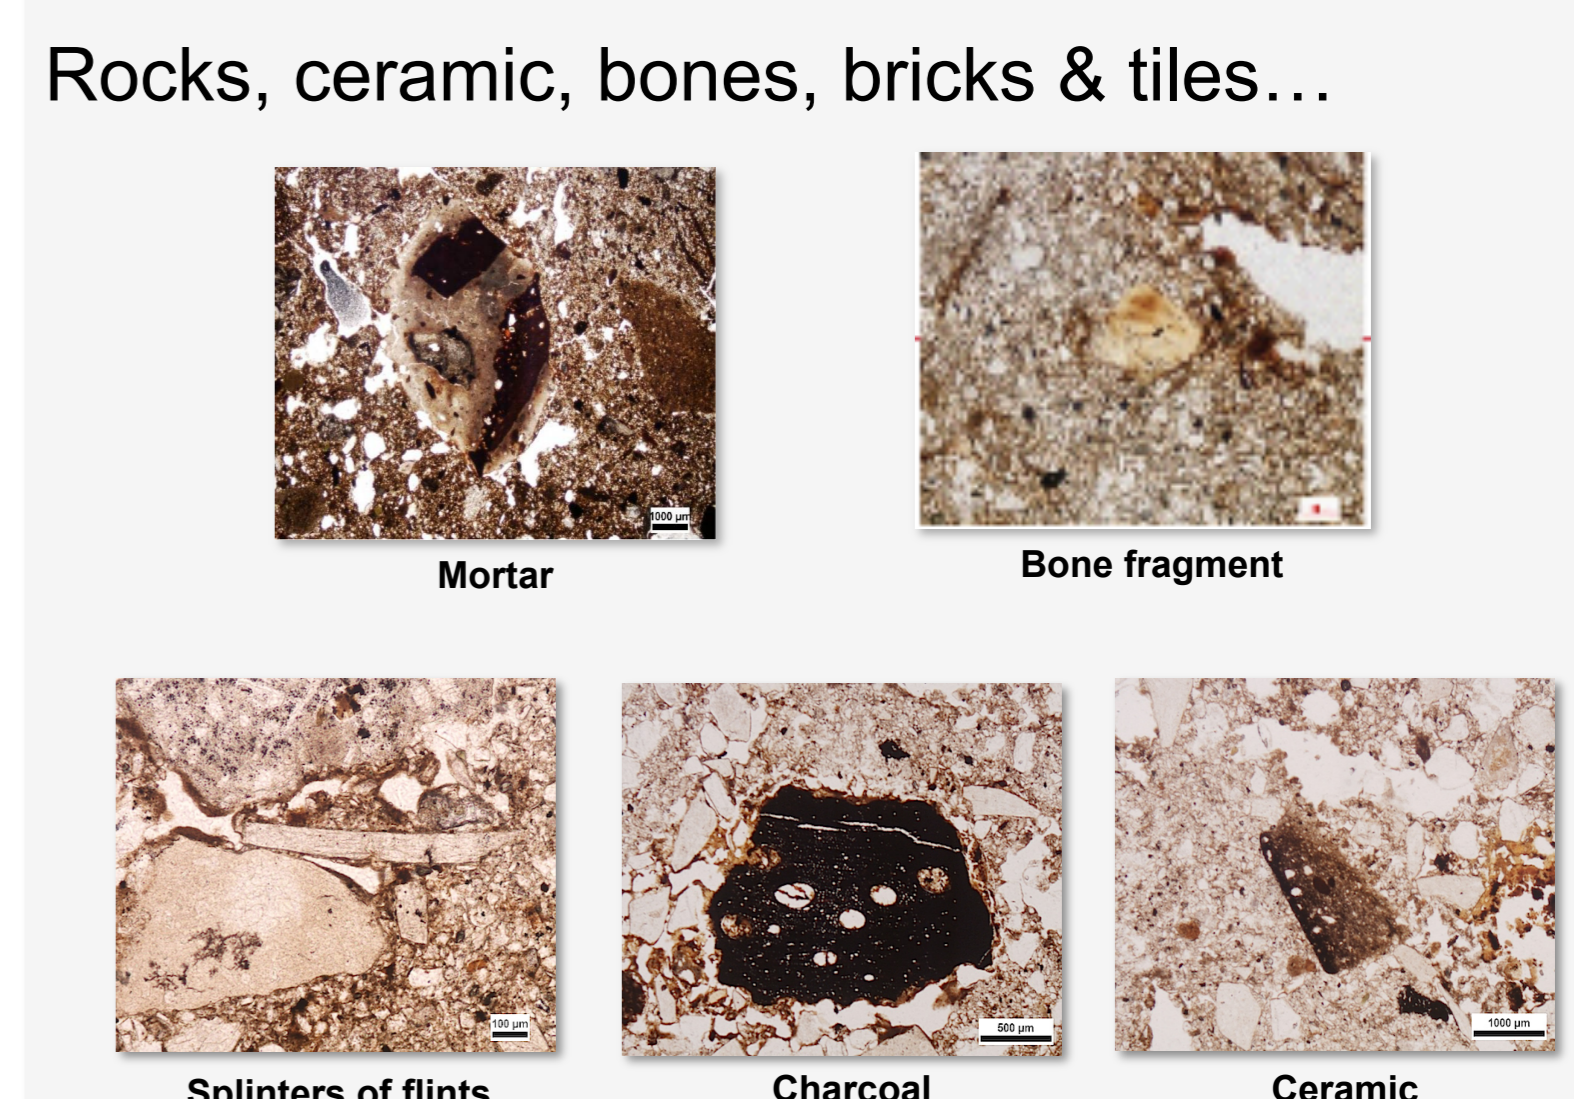 Rocks, ceramic, bones, bricks & tiles…
1000 µm
Mortar
Bone fragment
100 µm
500 µm
1000 µm
Splinters of flints
Charcoal
Ceramic